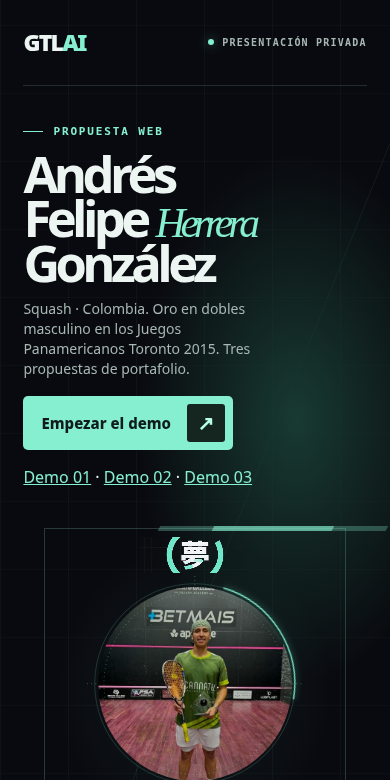 GTLAI
PRESENTACIÓN PRIVADA
PROPUESTA WEB
Andrés
Felipe Herrera
González
Squash · Colombia. Oro en dobles
masculino en los Juegos
Panamericanos Toronto 2015. Tres
propuestas de portafolio.
Empezar el demo ↗
Demo 01 · Demo 02 · Demo 03
(夢)
BETMAIS